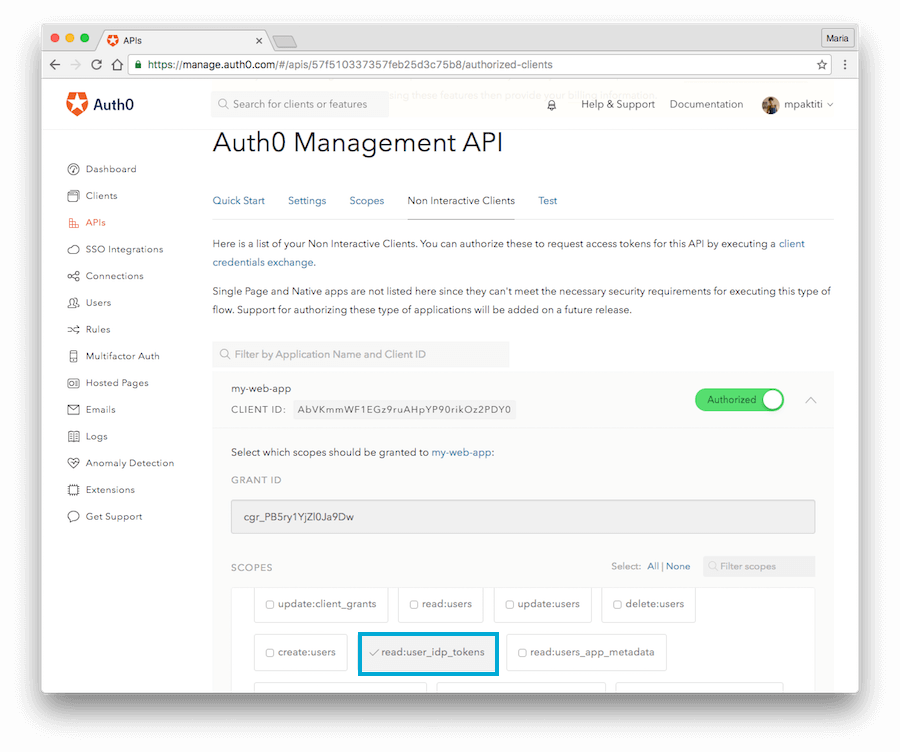 APIs
Maria
https://manage.auth0.com/#/apis/57f510337357feb25d3c75b8/authorized-clients
Auth0
Search for clients or features
using these features then provide your billing information.
Help & Support
Documentation
mpaktiti
Auth0 Management API
Dashboard
Clients
APIs
SSO Integrations
Connections
Users
Rules
Multifactor Auth
Hosted Pages
Emails
Logs
Anomaly Detection
Extensions
Get Support
Quick Start Settings Scopes Non Interactive Clients Test
Here is a list of your Non Interactive Clients. You can authorize these to request access tokens for this API by executing a client
credentials exchange.
Single Page and Native apps are not listed here since they can't meet the necessary security requirements for executing this type of
flow. Support for authorizing these type of applications will be added on a future release.
Filter by Application Name and Client ID
my-web-app
CLIENT ID: AbVKmmWF1EGz9ruAHpYP90rikOz2PDY0
Authorized
Select which scopes should be granted to my-web-app:
GRANT ID
cgr_PB5ry1YjZl0Ja9Dw
SCOPES
Select: All | None
Filter scopes
update:client_grants read:users update:users delete:users
create:users read:user_idp_tokens read:users_app_metadata